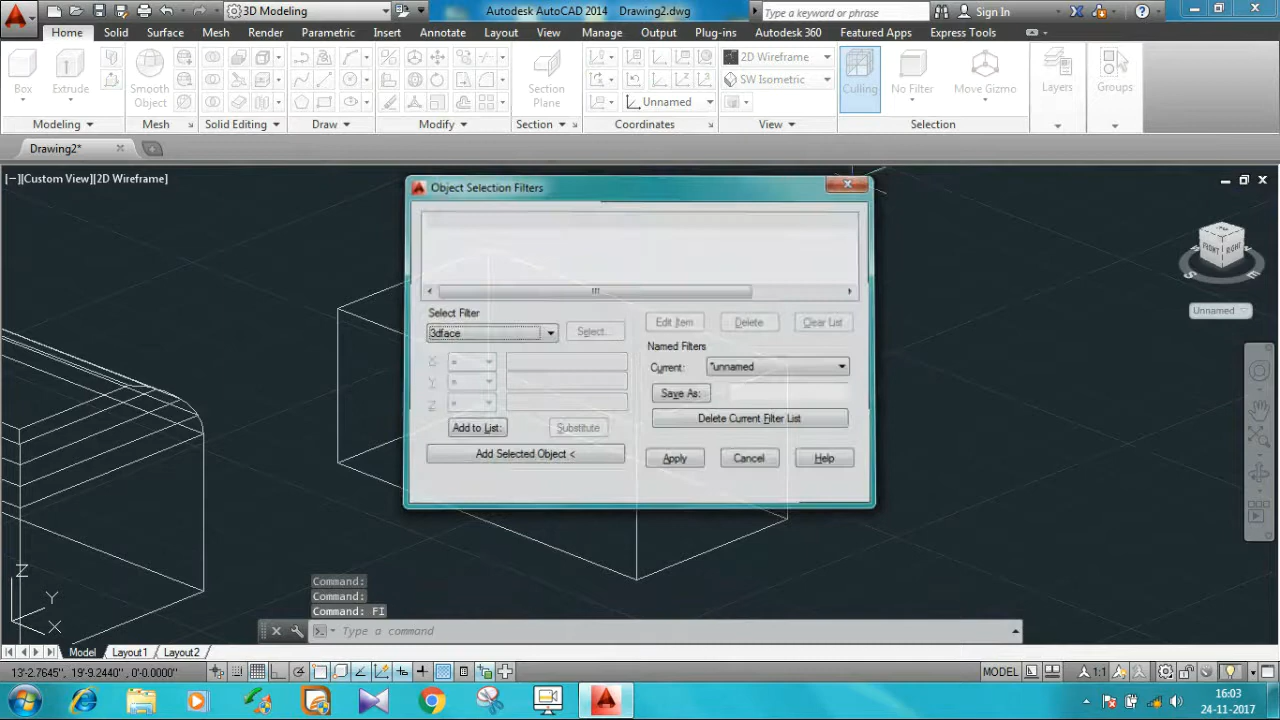 3D Modeling
Autodesk AutoCAD 2014 Drawing2.dwg
Type a keyword or phrase
Sign In
Home Solid Surface Mesh Render Parametric Insert Annotate Layout View Manage Output Plug-ins Autodesk 360 Featured Apps Express Tools
Box
Extrude
Smooth
Object
Section
Plane
Unnamed
2D Wireframe
SW Isometric
Culling
No Filter
Move Gizmo
Layers
Groups
Modeling Mesh Solid Editing Draw Modify Section Coordinates View Selection
Drawing2*
[−][Custom View][2D Wireframe]
Object Selection Filters
Select Filter
3dface
Select...
X =
Y =
Z =
Add to List:
Substitute
Add Selected Object <
Edit Item
Delete
Clear List
Named Filters
Current:
*unnamed
Save As:
Delete Current Filter List
Apply
Cancel
Help
FRONT
RIGHT
S
E
Unnamed
Z
Y
X
Command:
Command:
Command: FI
Type a command
Model Layout1 Layout2
13'-2.7645", 19'-9.2440", 0'-0.0000"
MODEL
1:1
16:03
24-11-2017